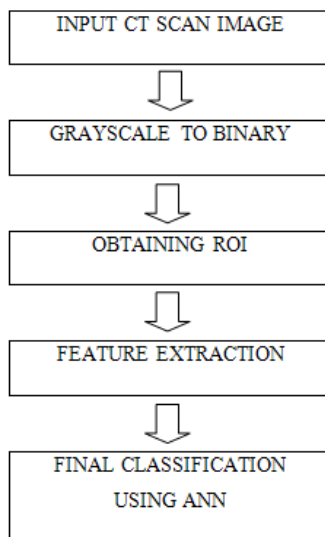 INPUT CT SCAN IMAGE
GRAYSCALE TO BINARY
OBTAINING ROI
FEATURE EXTRACTION
FINAL CLASSIFICATION
USING ANN